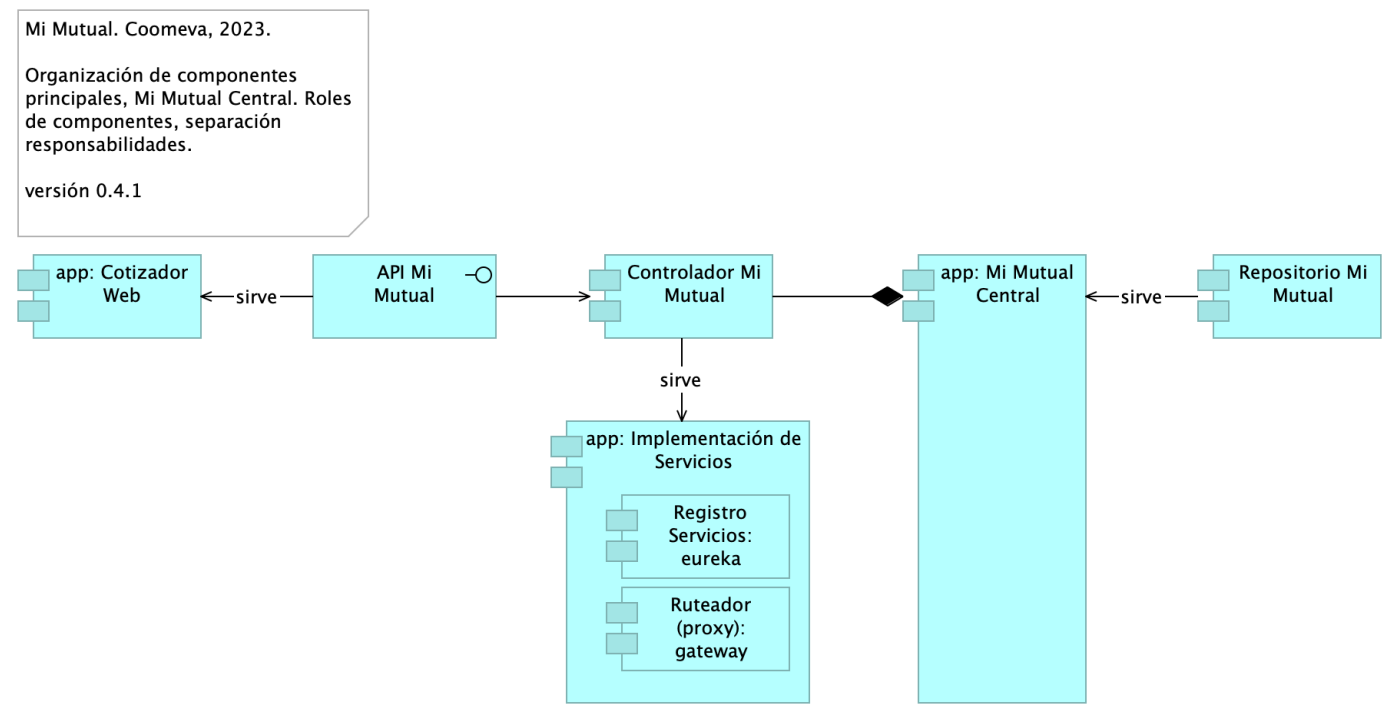 Mi Mutual. Coomeva, 2023.
Organización de componentes
principales, Mi Mutual Central. Roles
de componentes, separación
responsabilidades.
versión 0.4.1
app: Cotizador
Web
sirve
API Mi
Mutual
Controlador Mi
Mutual
app: Mi Mutual
Central
sirve
Repositorio Mi
Mutual
sirve
app: Implementación de
Servicios
Registro
Servicios:
eureka
Ruteador
(proxy):
gateway